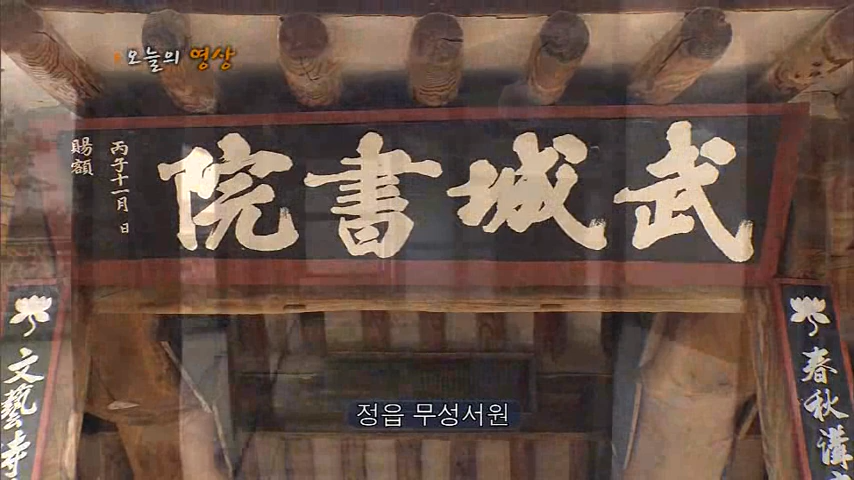 오늘의 영상
武城書院
丙午十一月 日
賜額
春秋講
文藝
정읍 무성서원